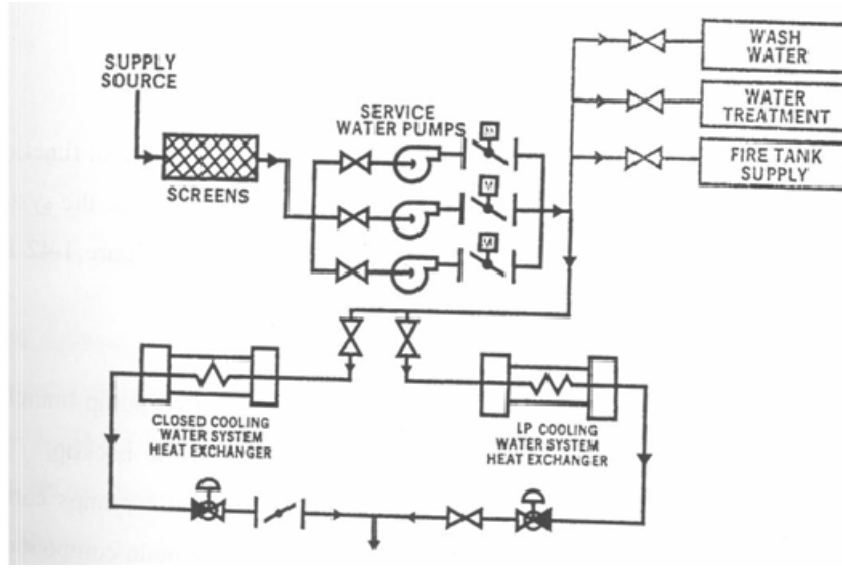 SUPPLY
SOURCE
SCREENS
SERVICE
WATER PUMPS
M
M
M
WASH
WATER
WATER
TREATMENT
FIRE TANK
SUPPLY
CLOSED COOLING
WATER SYSTEM
HEAT EXCHANGER
LP COOLING
WATER SYSTEM
HEAT EXCHANGER